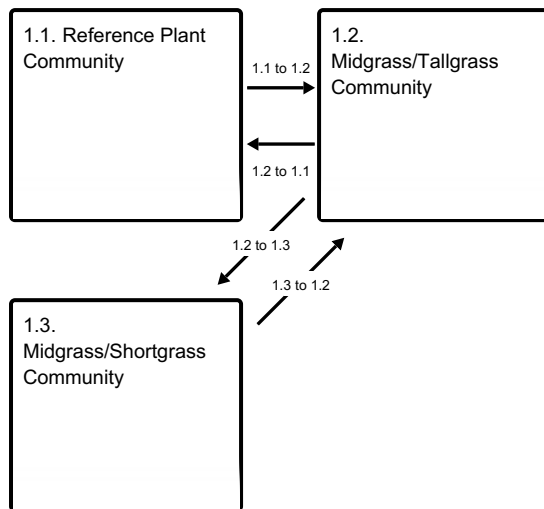 1.1. Reference Plant
Community
1.2.
Midgrass/Tallgrass
Community
1.1 to 1.2
1.2 to 1.1
1.2 to 1.3
1.3 to 1.2
1.3.
Midgrass/Shortgrass
Community